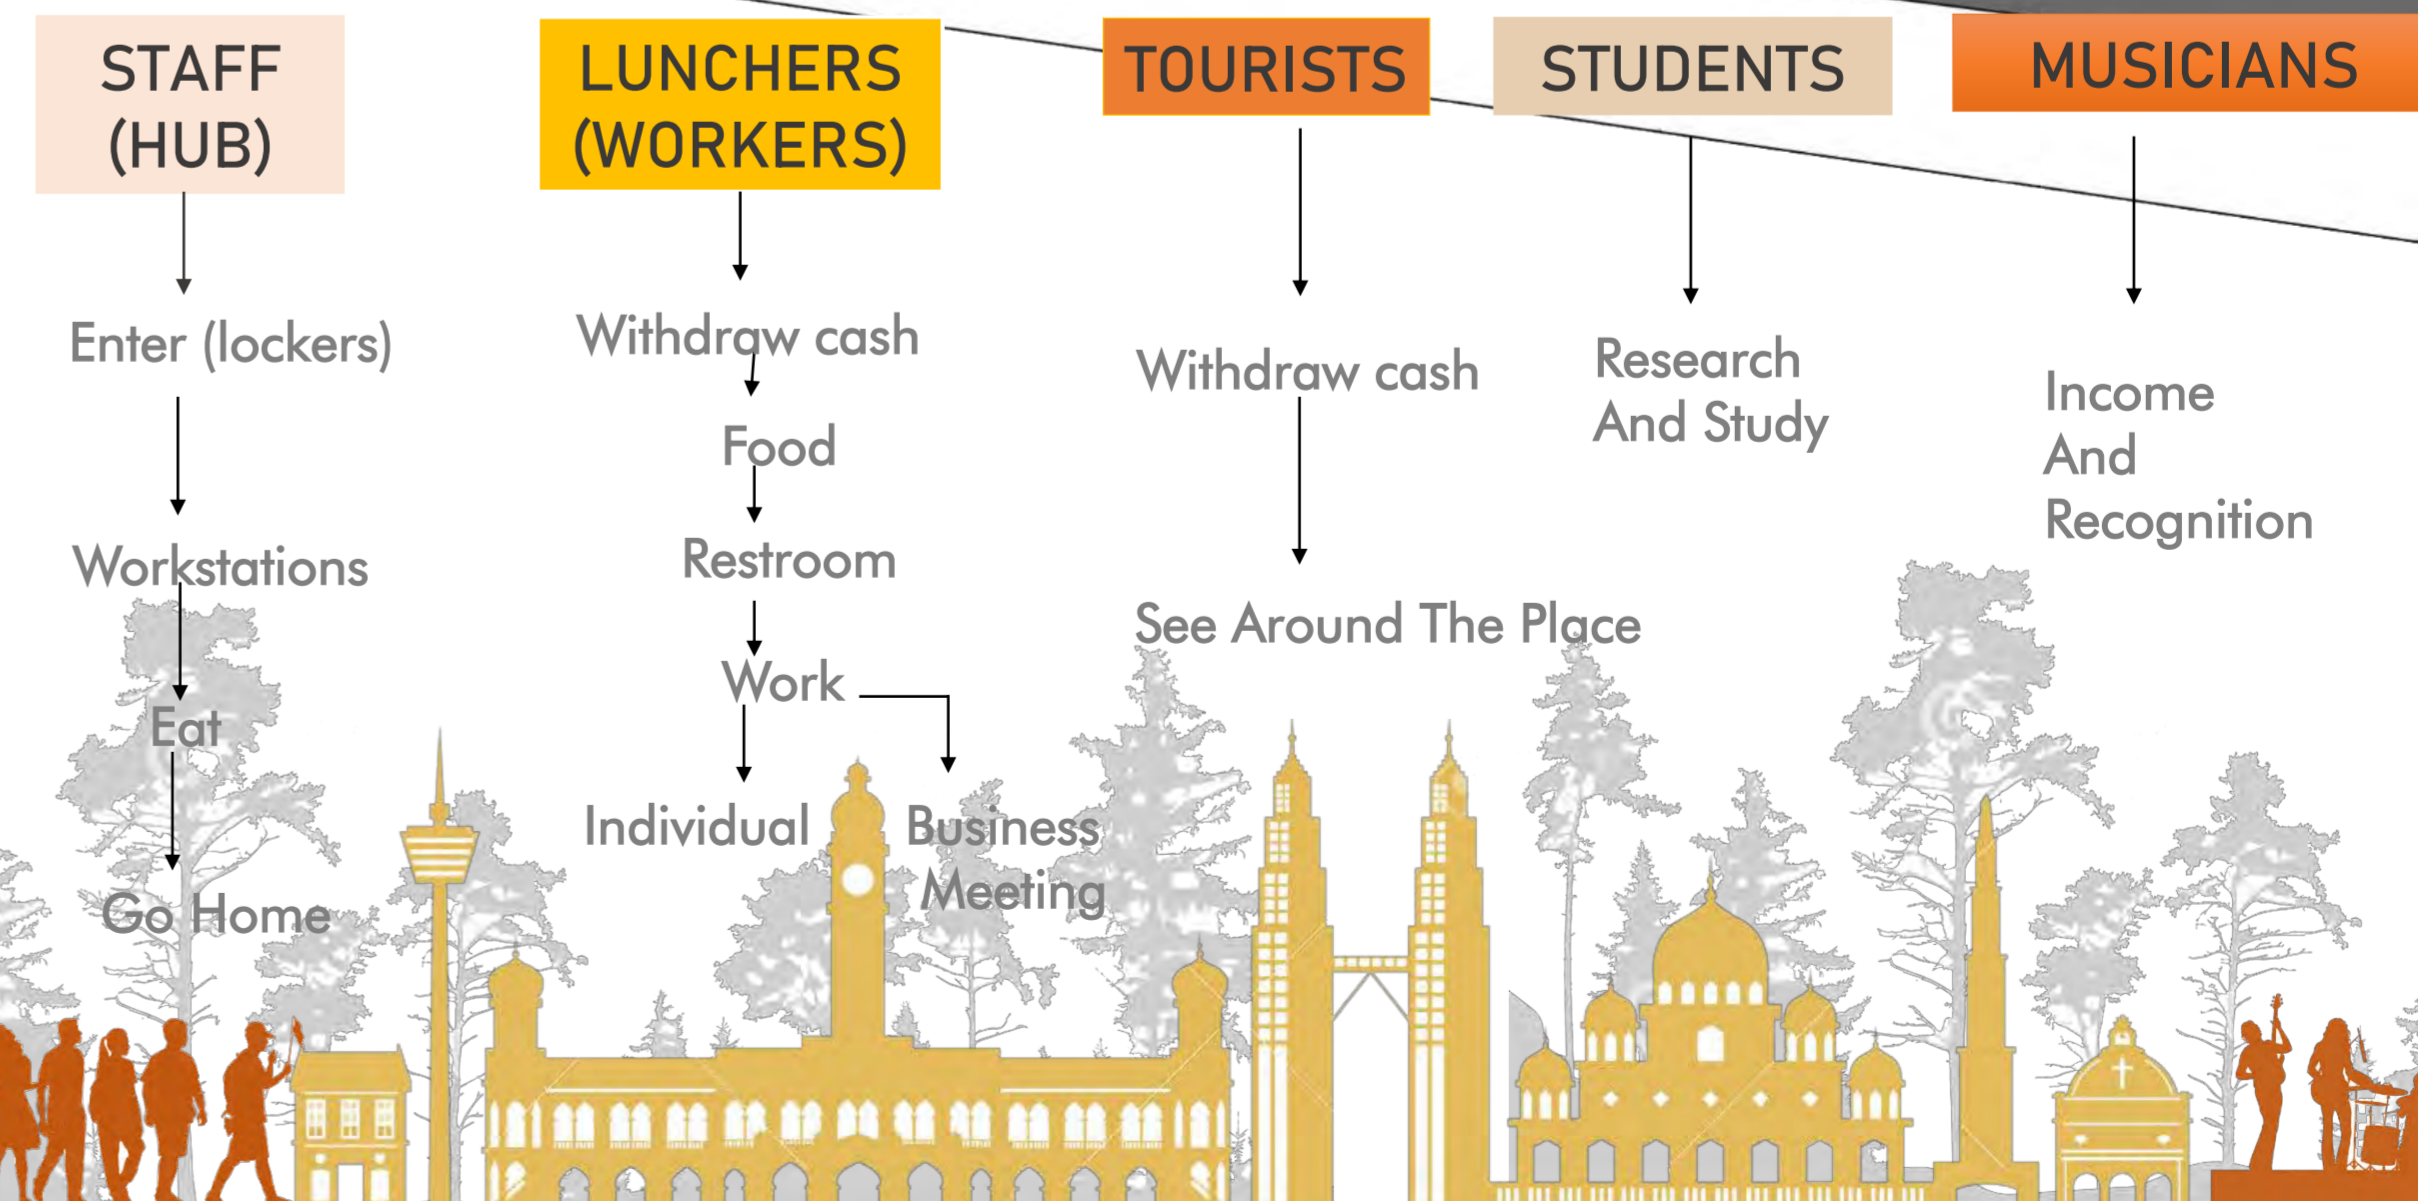 STAFF
(HUB)
Enter (lockers)
Workstations
Eat
Go Home
LUNCHERS
(WORKERS)
Withdraw cash
Food
Restroom
Work
Individual
Business
Meeting
TOURISTS
Withdraw cash
See Around The Place
STUDENTS
Research
And Study
MUSICIANS
Income
And
Recognition